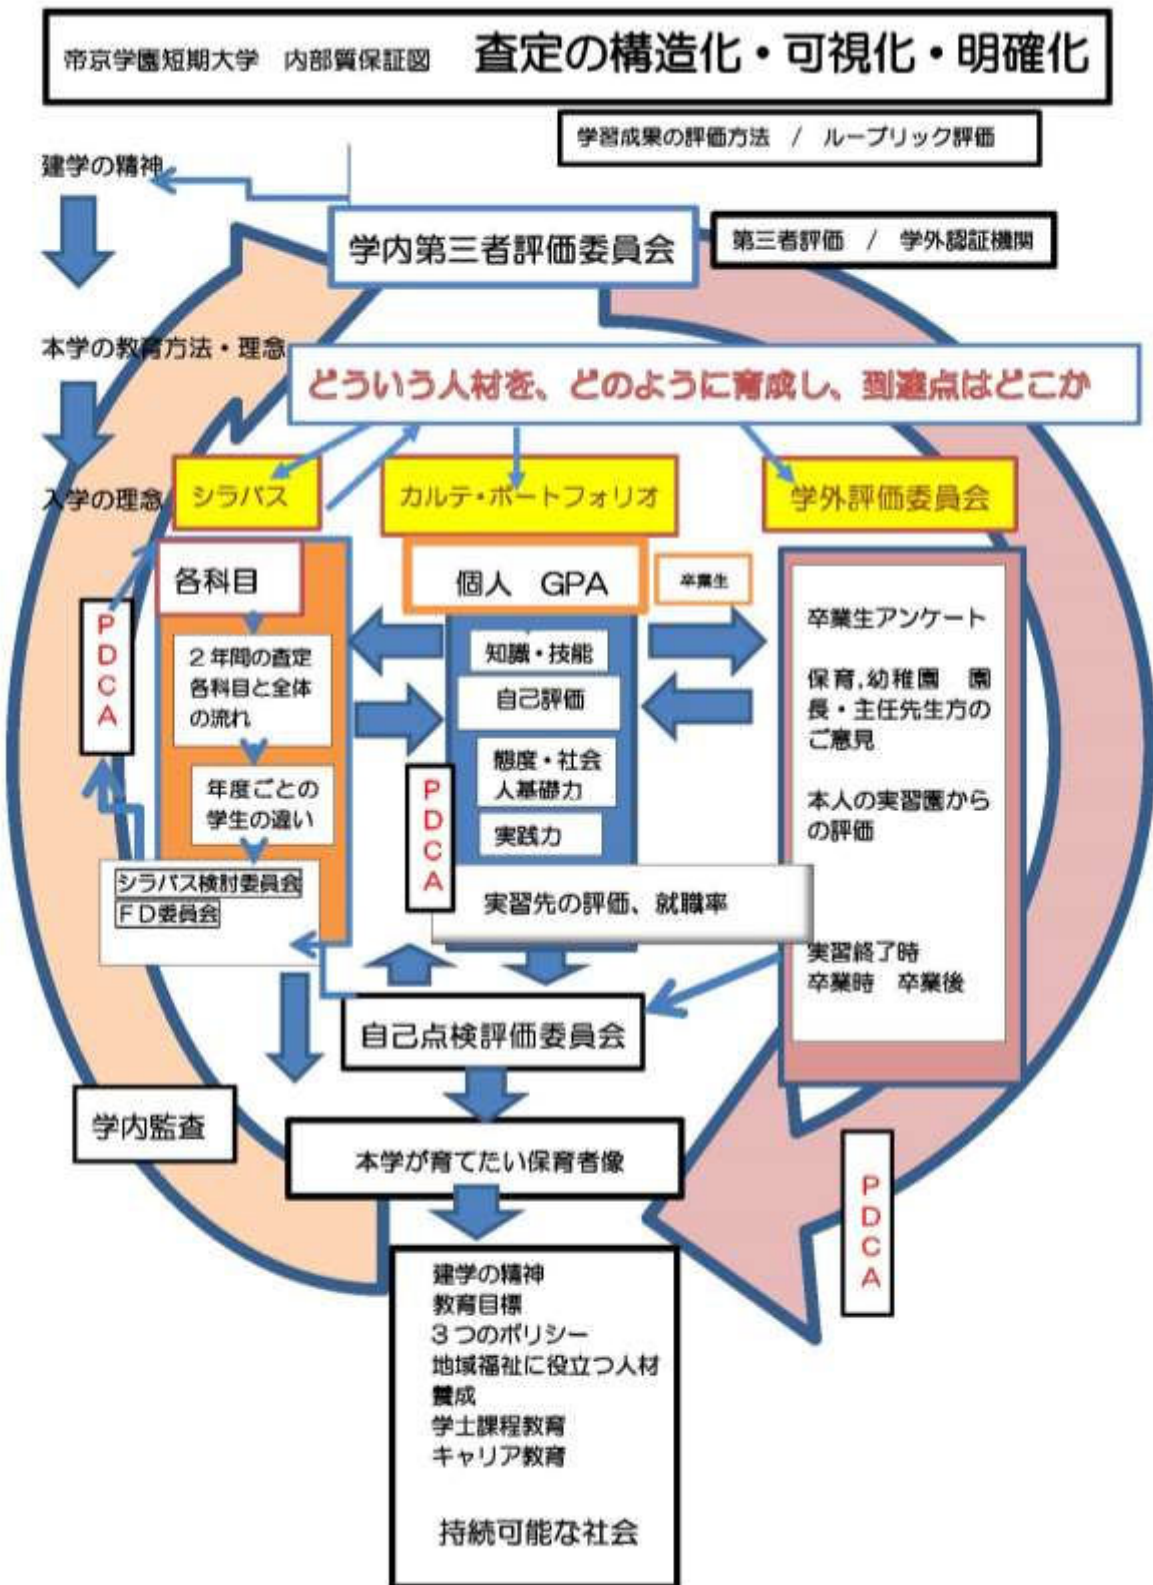 帝京学園短期大学 内部質保証図 査定の構造化・可視化・明確化
学習成果の評価方法 / ルーブリック評価
建学の精神
学内第三者評価委員会
第三者評価 / 学外認証機関
本学の教育方法・理念
どういう人材を、どのように育成し、到達点はどこか
入学の理念
シラバス
カルテ・ポートフォリオ
学外評価委員会
各科目
個人 GPA
卒業生
PDCA
2年間の査定
各科目と全体
の流れ
年度ごとの
学生の違い
シラバス検討委員会
FD委員会
知識・技能
自己評価
態度・社会
人基礎力
実践力
PDCA
実習先の評価、就職率
卒業生アンケート
保育,幼稚園 園
長・主任先生方の
ご意見
本人の実習園から
の評価
実習終了時
卒業時 卒業後
自己点検評価委員会
学内監査
本学が育てたい保育者像
PDCA
建学の精神
教育目標
3つのポリシー
地域福祉に役立つ人材
養成
学士課程教育
キャリア教育
持続可能な社会